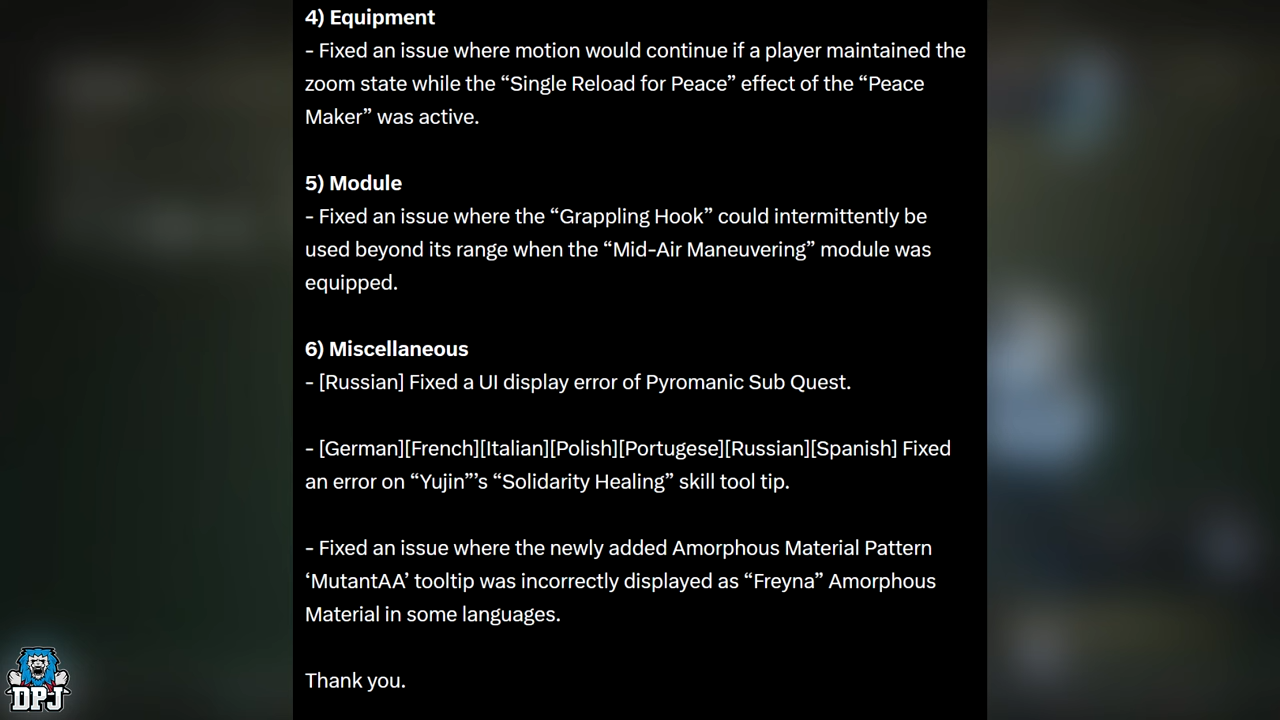 4) Equipment
- Fixed an issue where motion would continue if a player maintained the
zoom state while the “Single Reload for Peace” effect of the “Peace
Maker” was active.
5) Module
- Fixed an issue where the “Grappling Hook” could intermittently be
used beyond its range when the “Mid-Air Maneuvering” module was
equipped.
6) Miscellaneous
- [Russian] Fixed a UI display error of Pyromanic Sub Quest.
- [German][French][Italian][Polish][Portugese][Russian][Spanish] Fixed
an error on “Yujin”’s “Solidarity Healing” skill tool tip.
- Fixed an issue where the newly added Amorphous Material Pattern
‘MutantAA’ tooltip was incorrectly displayed as “Freyna” Amorphous
Material in some languages.
Thank you.
DPJ